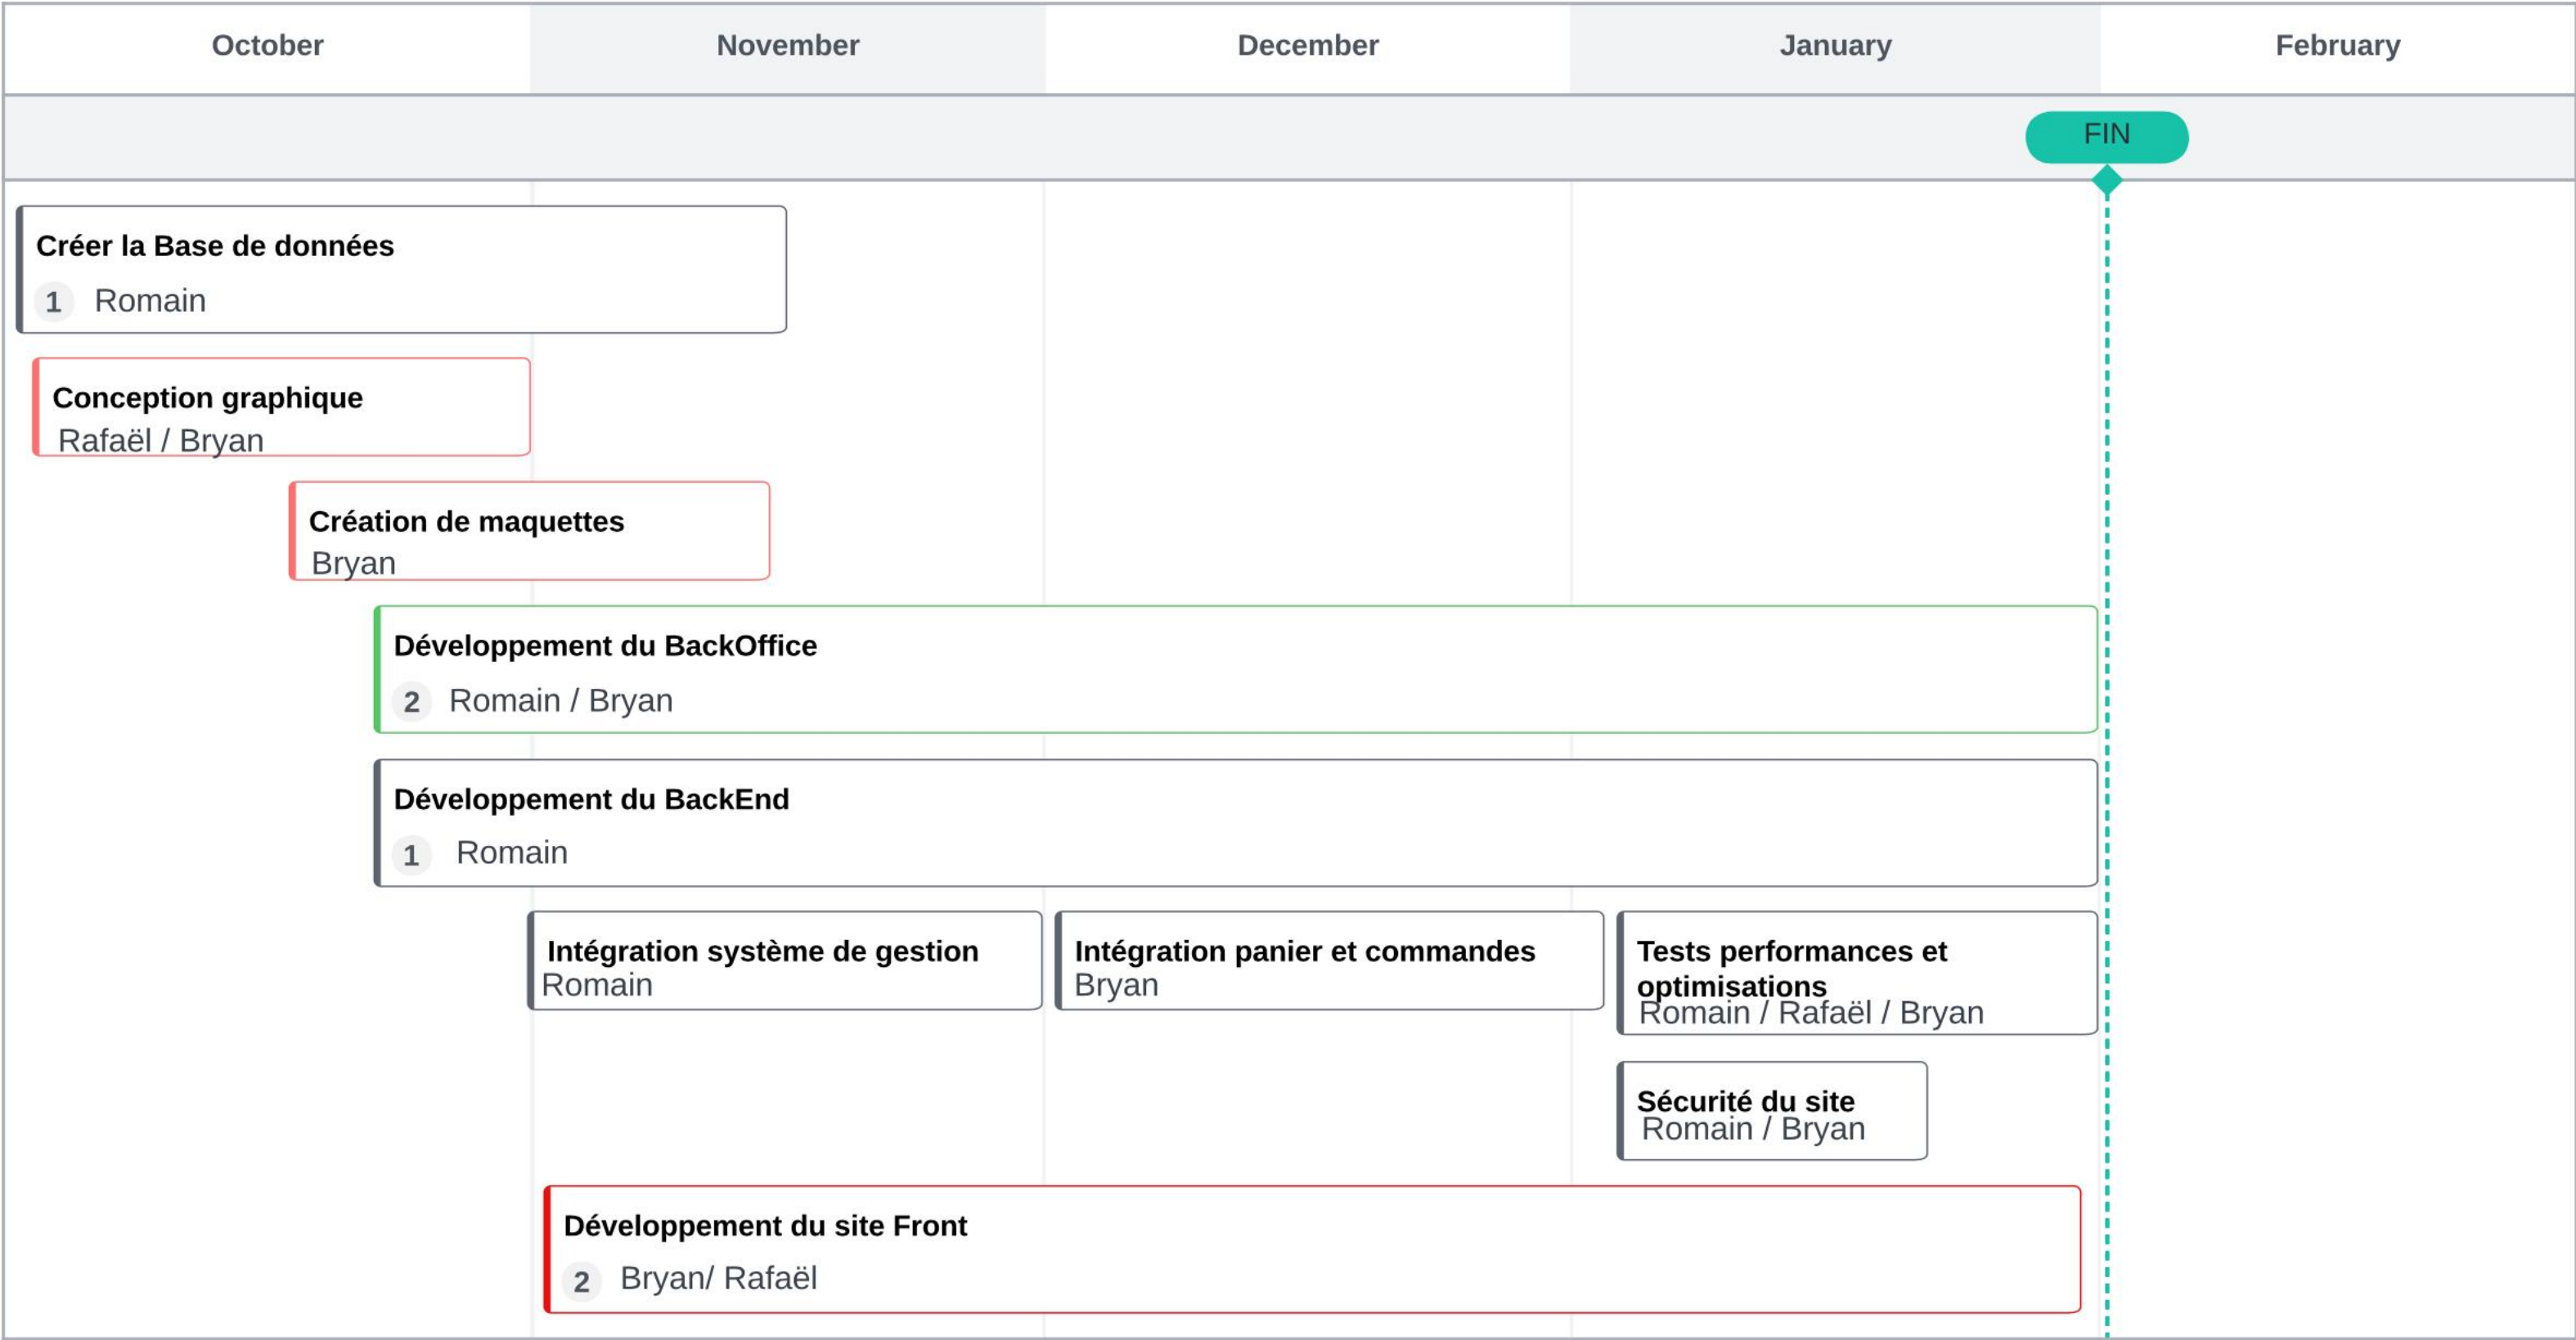 October
November
December
January
February
FIN
Créer la Base de données
1 Romain
Conception graphique
Rafaël / Bryan
Création de maquettes
Bryan
Développement du BackOffice
2 Romain / Bryan
Développement du BackEnd
1 Romain
Intégration système de gestion
Romain
Intégration panier et commandes
Bryan
Tests performances et
optimisations
Romain / Rafaël / Bryan
Sécurité du site
Romain / Bryan
Développement du site Front
2 Bryan/ Rafaël